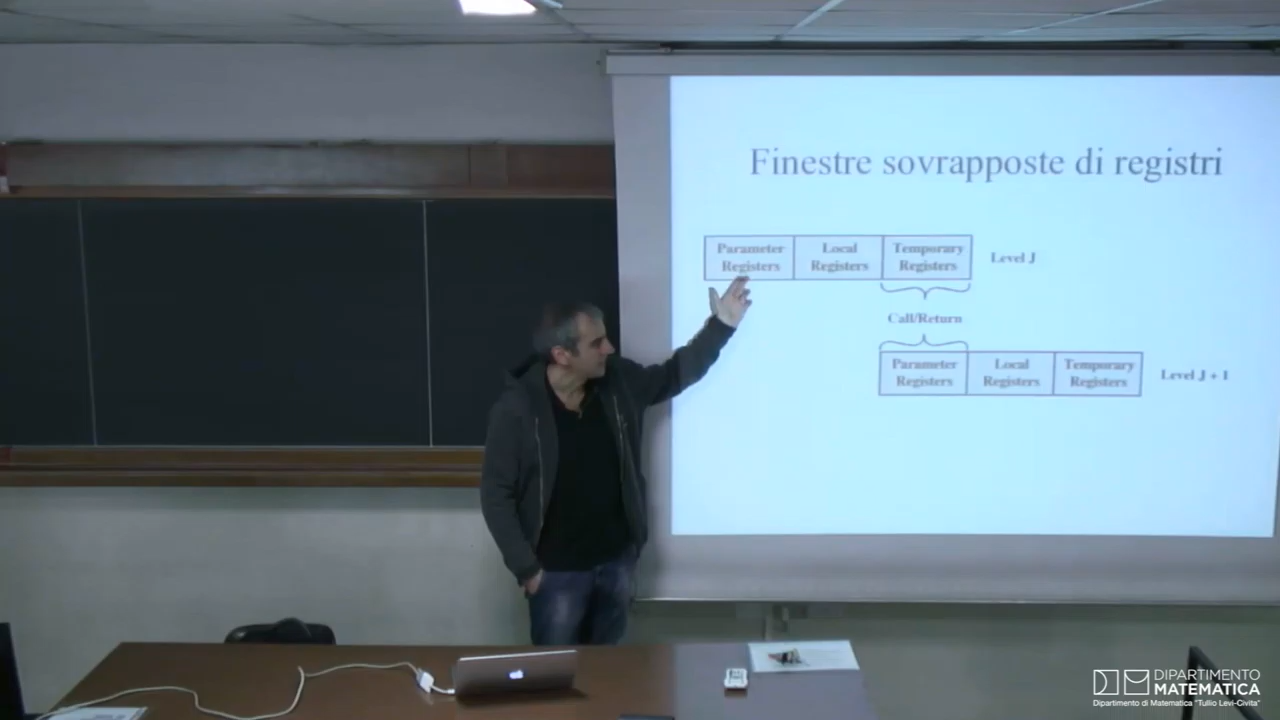 Finestre sovrapposte di registri
Parameter Registers
Local Registers
Temporary Registers
Level J
Call/Return
Parameter Registers
Local Registers
Temporary Registers
Level J + 1
DIPARTIMENTO
MATEMATICA
Dipartimento di Matematica "Tullio Levi-Civita"